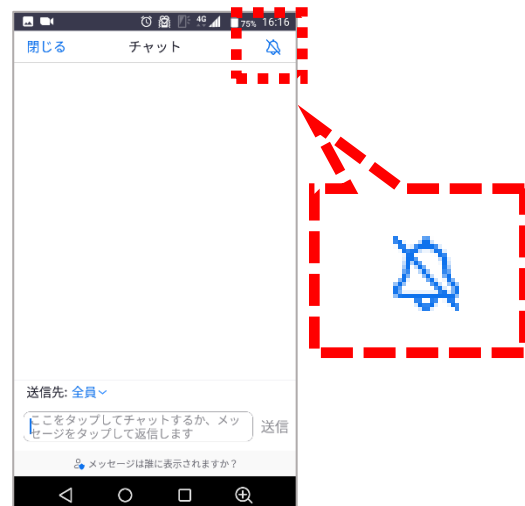 4G 75% 16:16
閉じる チャット
送信先: 全員
ここをタップしてチャットするか、メッ
セージをタップして返信します 送信
メッセージは誰に表示されますか？